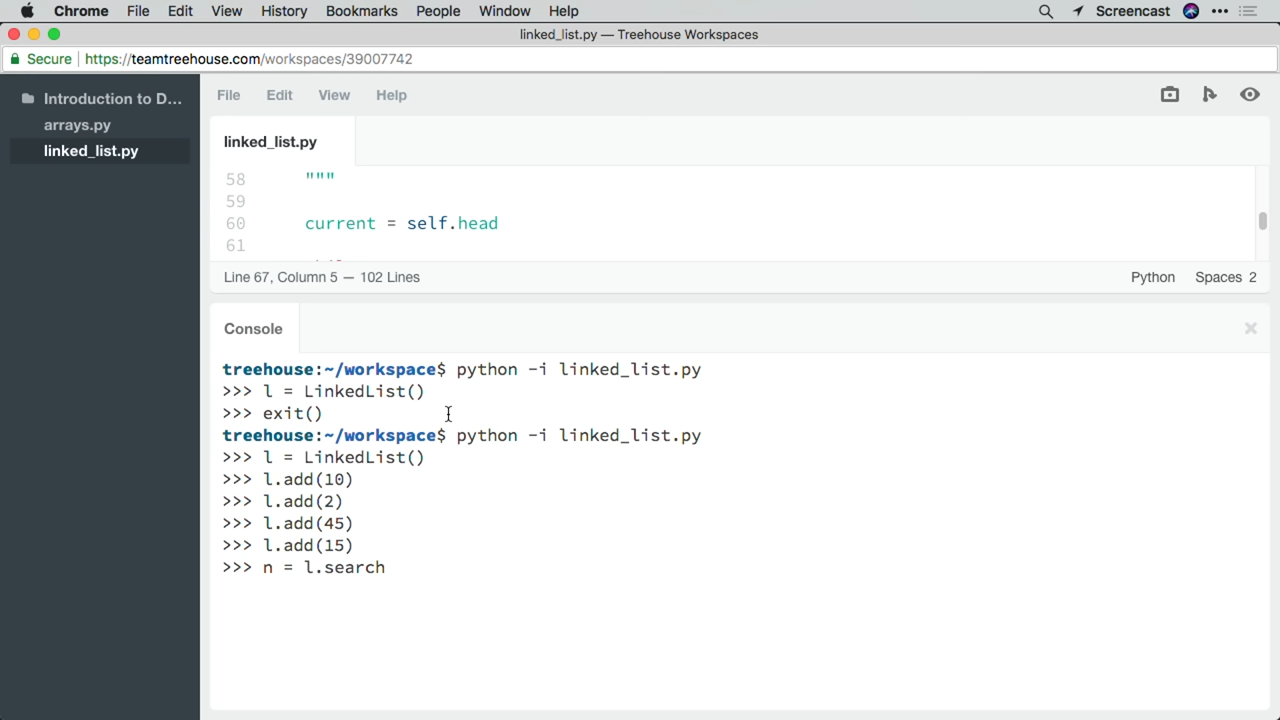 Chrome File Edit View History Bookmarks People Window Help Screencast
linked_list.py — Treehouse Workspaces
Secure https://teamtreehouse.com/workspaces/39007742
Introduction to D...
arrays.py
linked_list.py
File Edit View Help
linked_list.py
58 """
59
60 current = self.head
61
Line 67, Column 5 — 102 Lines Python Spaces 2
Console
treehouse:~/workspace$ python -i linked_list.py
>>> l = LinkedList()
>>> exit()
treehouse:~/workspace$ python -i linked_list.py
>>> l = LinkedList()
>>> l.add(10)
>>> l.add(2)
>>> l.add(45)
>>> l.add(15)
>>> n = l.search